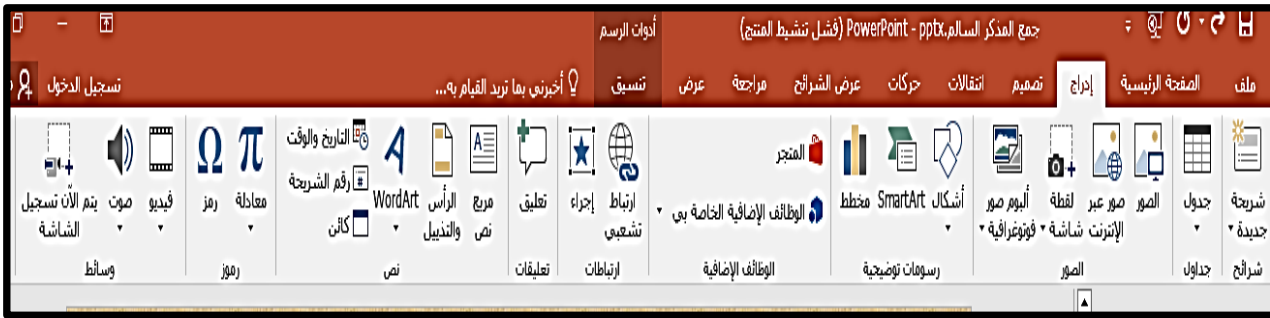 جمع المذكر السالم.pptx - PowerPoint (فشل تنشيط المنتج)
أدوات الرسم
ملف
الصفحة الرئيسية
إدراج
تصميم
انتقالات
حركات
عرض الشرائح
مراجعة
عرض
تنسيق
أخبرني بما تريد القيام به...
تسجيل الدخول
شريحة
جديدة
شرائح
جدول
جداول
الصور
صور عبر
الإنترنت
لقطة
شاشة
ألبوم صور
فوتوغرافية
الصور
أشكال
SmartArt
مخطط
رسومات توضيحية
المتجر
الوظائف الإضافية الخاصة بي
الوظائف الإضافية
ارتباط
تشعبي
إجراء
ارتباطات
تعليق
تعليقات
مربع
نص
الرأس
والتذييل
WordArt
التاريخ والوقت
رقم الشريحة
كائن
نص
معادلة
رمز
رموز
فيديو
صوت
يتم الآن تسجيل
الشاشة
وسائط